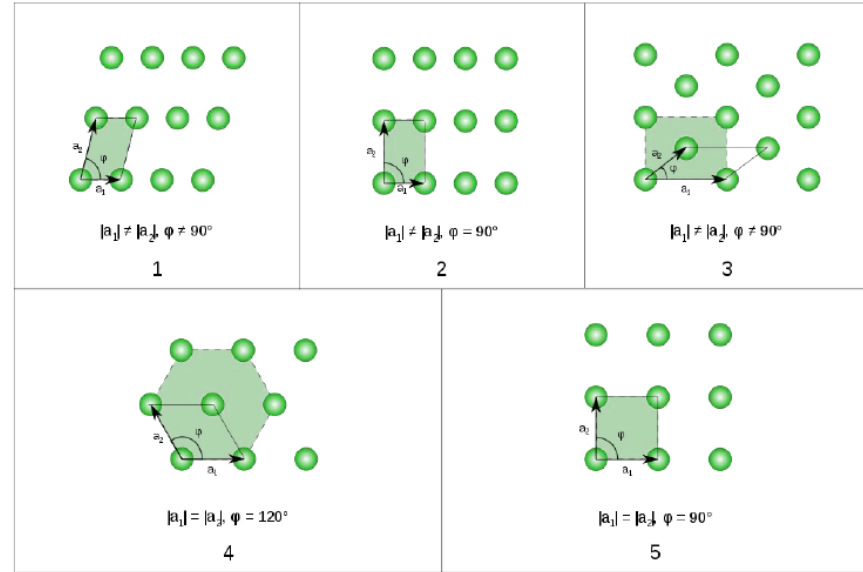 a₂
φ
a₁
|a₁| ≠ |a₂|, φ ≠ 90°
1
a₂
φ
a₁
|a₁| ≠ |a₂|, φ = 90°
2
a₂
φ
a₁
|a₁| ≠ |a₂|, φ ≠ 90°
3
a₂
φ
a₁
|a₁| = |a₂|, φ = 120°
4
a₂
φ
a₁
|a₁| = |a₂|, φ = 90°
5